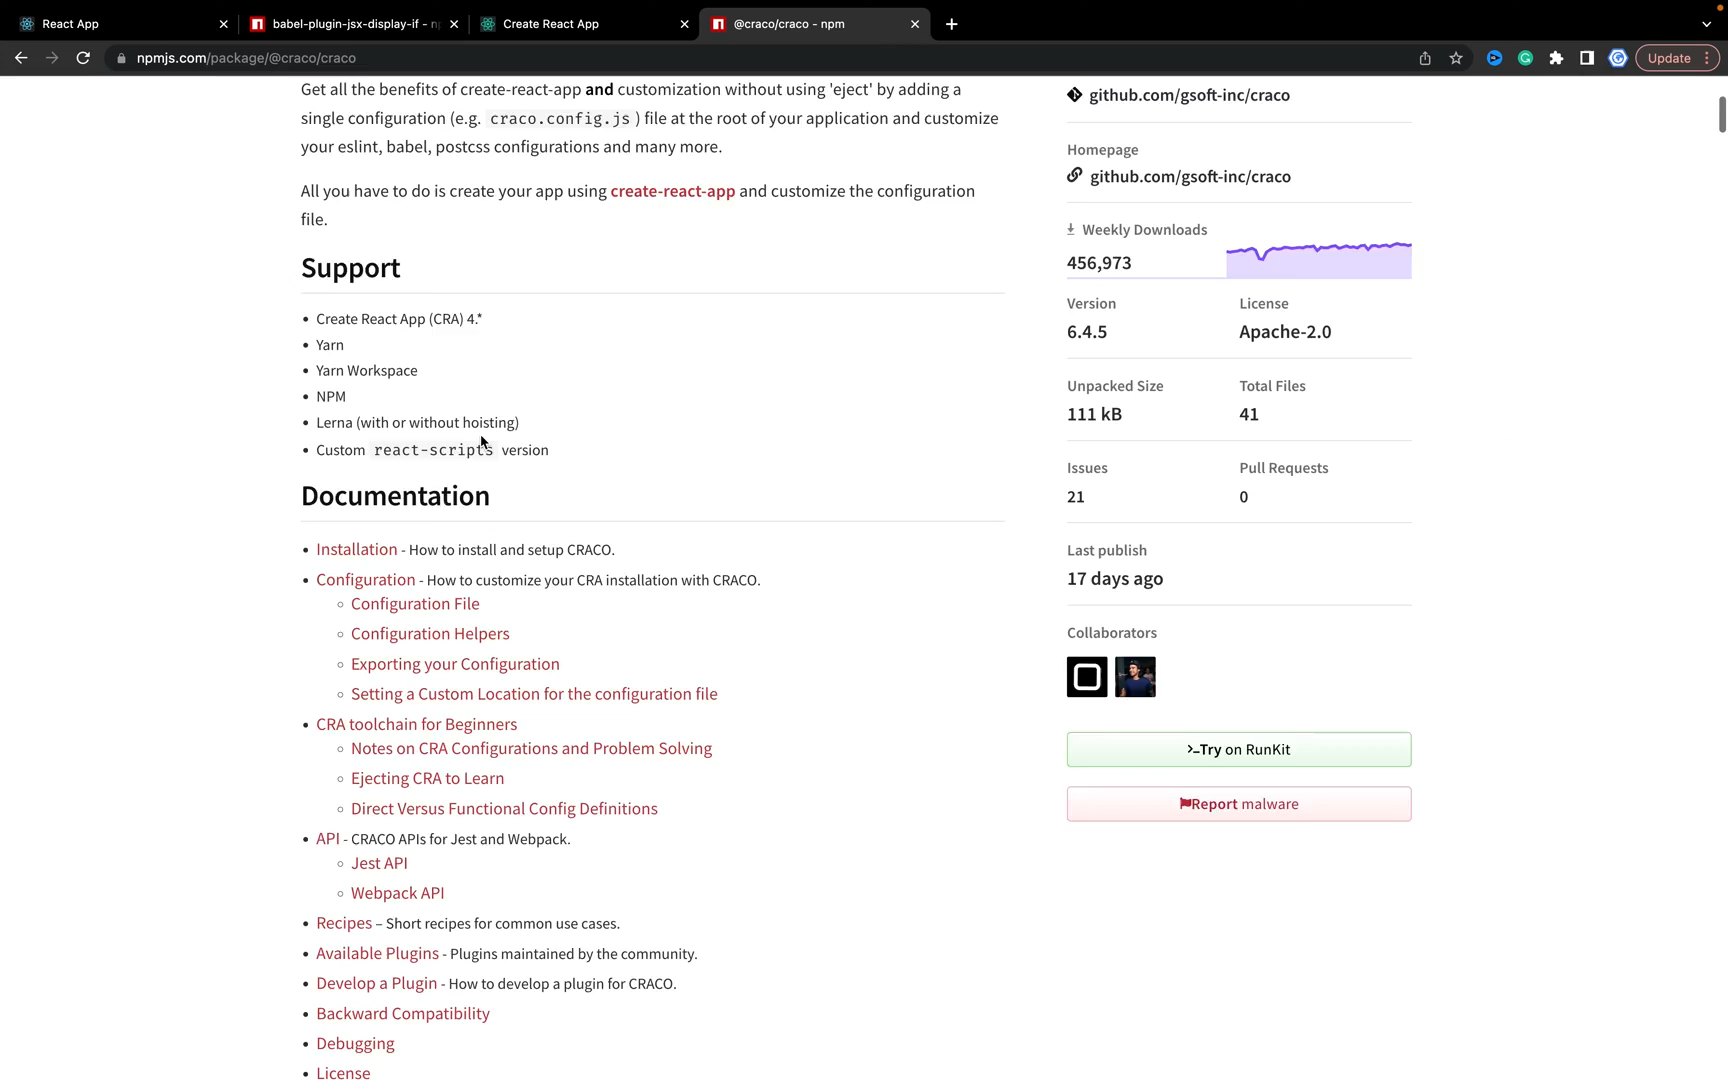 React App
babel-plugin-jsx-display-if - n
Create React App
@craco/craco - npm
npmjs.com/package/@craco/craco
Update
Get all the benefits of create-react-app and customization without using 'eject' by adding a
single configuration (e.g. craco.config.js ) file at the root of your application and customize
your eslint, babel, postcss configurations and many more.
All you have to do is create your app using create-react-app and customize the configuration
file.
Support
Create React App (CRA) 4.*
Yarn
Yarn Workspace
NPM
Lerna (with or without hoisting)
Custom react-scripts version
Documentation
Installation - How to install and setup CRACO.
Configuration - How to customize your CRA installation with CRACO.
Configuration File
Configuration Helpers
Exporting your Configuration
Setting a Custom Location for the configuration file
CRA toolchain for Beginners
Notes on CRA Configurations and Problem Solving
Ejecting CRA to Learn
Direct Versus Functional Config Definitions
API - CRACO APIs for Jest and Webpack.
Jest API
Webpack API
Recipes – Short recipes for common use cases.
Available Plugins - Plugins maintained by the community.
Develop a Plugin - How to develop a plugin for CRACO.
Backward Compatibility
Debugging
License
github.com/gsoft-inc/craco
Homepage
github.com/gsoft-inc/craco
Weekly Downloads
456,973
Version License
6.4.5 Apache-2.0
Unpacked Size Total Files
111 kB 41
Issues Pull Requests
21 0
Last publish
17 days ago
Collaborators
Try on RunKit
Report malware